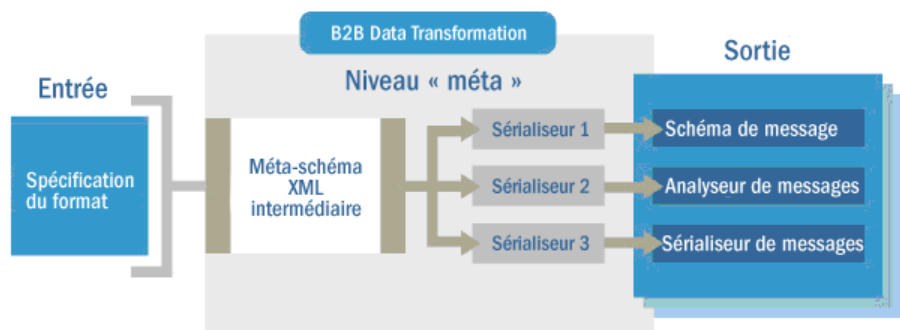 B2B Data Transformation
Entrée
Niveau « méta »
Sortie
Spécification
du format
Méta-schéma
XML
intermédiaire
Sérialiseur 1
Schéma de message
Sérialiseur 2
Analyseur de messages
Sérialiseur 3
Sérialiseur de messages